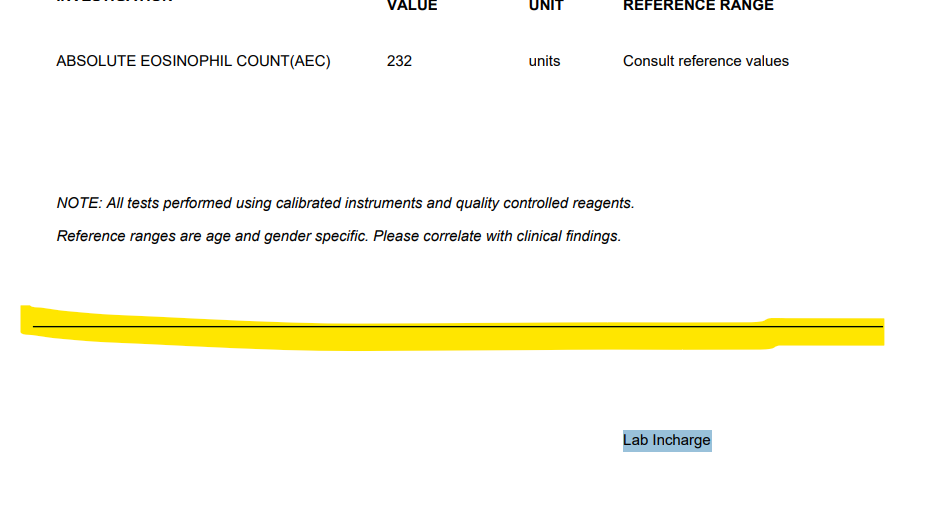 VALUE UNIT REFERENCE RANGE
ABSOLUTE EOSINOPHIL COUNT(AEC) 232 units Consult reference values
NOTE: All tests performed using calibrated instruments and quality controlled reagents.
Reference ranges are age and gender specific. Please correlate with clinical findings.
Lab Incharge